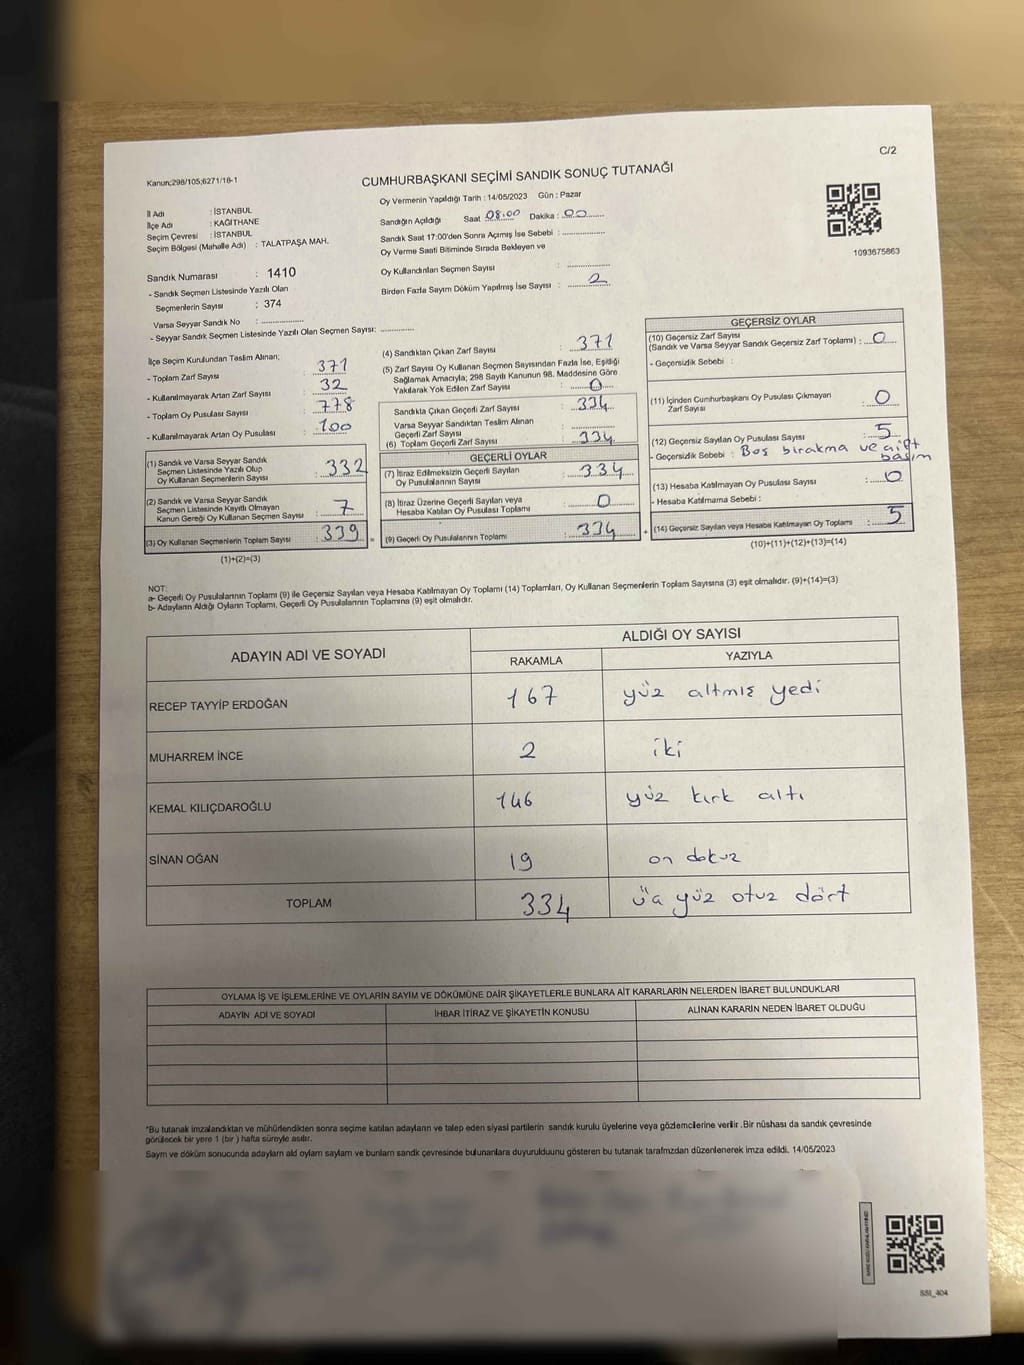 C/2
Kanun;298/105;6271/18-1
CUMHURBAŞKANI SEÇİMİ SANDIK SONUÇ TUTANAĞI
Oy Vermenin Yapıldığı Tarih : 14/05/2023 Gün : Pazar
İl Adı : İSTANBUL
İlçe Adı : KAĞITHANE
Seçim Çevresi : İSTANBUL
Seçim Bölgesi (Mahalle Adı) : TALATPAŞA MAH.
Sandık Numarası : 1410
- Sandık Seçmen Listesinde Yazılı Olan
Seçmenlerin Sayısı : 374
Varsa Seyyar Sandık No :
- Seyyar Sandık Seçmen Listesinde Yazılı Olan Seçmen Sayısı:
Sandığın Açıldığı Saat 08:00 Dakika : 00
Sandık Saat 17:00'den Sonra Açımış İse Sebebi :
Oy Verme Saati Bitiminde Sırada Bekleyen ve
Oy Kullandırılan Seçmen Sayısı :
Birden Fazla Sayım Döküm Yapılmış İse Sayısı : 2
1093675863
İlçe Seçim Kurulundan Teslim Alınan;
- Toplam Zarf Sayısı : 371
- Kullanılmayarak Artan Zarf Sayısı : 32
- Toplam Oy Pusulası Sayısı : 778
- Kullanılmayarak Artan Oy Pusulası : 100
(1) Sandık ve Varsa Seyyar Sandık
Seçmen Listesinde Yazılı Olup
Oy Kullanan Seçmenlerin Sayısı : 332
(2) Sandık ve Varsa Seyyar Sandık
Seçmen Listesinde Kayıtlı Olmayan
Kanun Gereği Oy Kullanan Seçmen Sayısı : 7
(3) Oy Kullanan Seçmenlerin Toplam Sayısı : 339
(1)+(2)=(3)
(4) Sandıktan Çıkan Zarf Sayısı : 371
(5) Zarf Sayısı Oy Kullanan Seçmen Sayısından Fazla İse, Eşitliği
Sağlamak Amacıyla; 298 Sayılı Kanunun 98. Maddesine Göre
Yakılarak Yok Edilen Zarf Sayısı : 0
Sandıkta Çıkan Geçerli Zarf Sayısı : 334
Varsa Seyyar Sandıktan Teslim Alınan
Geçerli Zarf Sayısı :
(6) Toplam Geçerli Zarf Sayısı : 334
GEÇERLİ OYLAR
(7) İtiraz Edilmeksizin Geçerli Sayılan
Oy Pusulalarının Sayısı : 334
(8) İtiraz Üzerine Geçerli Sayılan veya
Hesaba Katılan Oy Pusulası Toplamı : 0
(9) Geçerli Oy Pusulalarının Toplamı : 334
GEÇERSİZ OYLAR
(10) Geçersiz Zarf Sayısı
(Sandık ve Varsa Seyyar Sandık Geçersiz Zarf Toplamı) : 0
- Geçersizlik Sebebi :
(11) İçinden Cumhurbaşkanı Oy Pusulası Çıkmayan
Zarf Sayısı : 0
(12) Geçersiz Sayılan Oy Pusulası Sayısı : 5
- Geçersizlik Sebebi : Boş bırakma ve çift
basım
(13) Hesaba Katılmayan Oy Pusulası Sayısı : 0
- Hesaba Katılmama Sebebi :
(14) Geçersiz Sayılan veya Hesaba Katılmayan Oy Toplamı : 5
(10)+(11)+(12)+(13)=(14)
NOT:
a- Geçerli Oy Pusulalarının Toplamı (9) ile Geçersiz Sayılan veya Hesaba Katılmayan Oy Toplamı (14) Toplamları, Oy Kullanan Seçmenlerin Toplam Sayısına (3) eşit olmalıdır. (9)+(14)=(3)
b- Adayların Aldığı Oyların Toplamı, Geçerli Oy Pusulalarının Toplamına (9) eşit olmalıdır.
ADAYIN ADI VE SOYADI ALDIĞI OY SAYISI
RAKAMLA YAZIYLA
RECEP TAYYİP ERDOĞAN 167 yüz altmış yedi
MUHARREM İNCE 2 iki
KEMAL KILIÇDAROĞLU 146 yüz kırk altı
SİNAN OĞAN 19 on dokuz
TOPLAM 334 üç yüz otuz dört
OYLAMA İŞ VE İŞLEMLERİNE VE OYLARIN SAYIM VE DÖKÜMÜNE DAİR ŞİKAYETLERLE BUNLARA AİT KARARLARIN NELERDEN İBARET BULUNDUKLARI
ADAYIN ADI VE SOYADI İHBAR İTİRAZ VE ŞİKAYETİN KONUSU ALINAN KARARIN NEDEN İBARET OLDUĞU
*Bu tutanak imzalandıktan ve mühürlendikten sonra seçime katılan adayların ve talep eden siyasi partilerin sandık kurulu üyelerine veya gözlemcilerine verilir .Bir nüshası da sandık çevresinde
görülecek bir yere 1 (bir ) hafta süreyle asılır.
Sayım ve döküm sonucunda adayların ald oyların sayların ve bunların sandk çevresinde bulunanlara duyurulduunu gösteren bu tutanak tarafmzdan düzenlenerek imza edildi. 14/05/2023
SSI_404